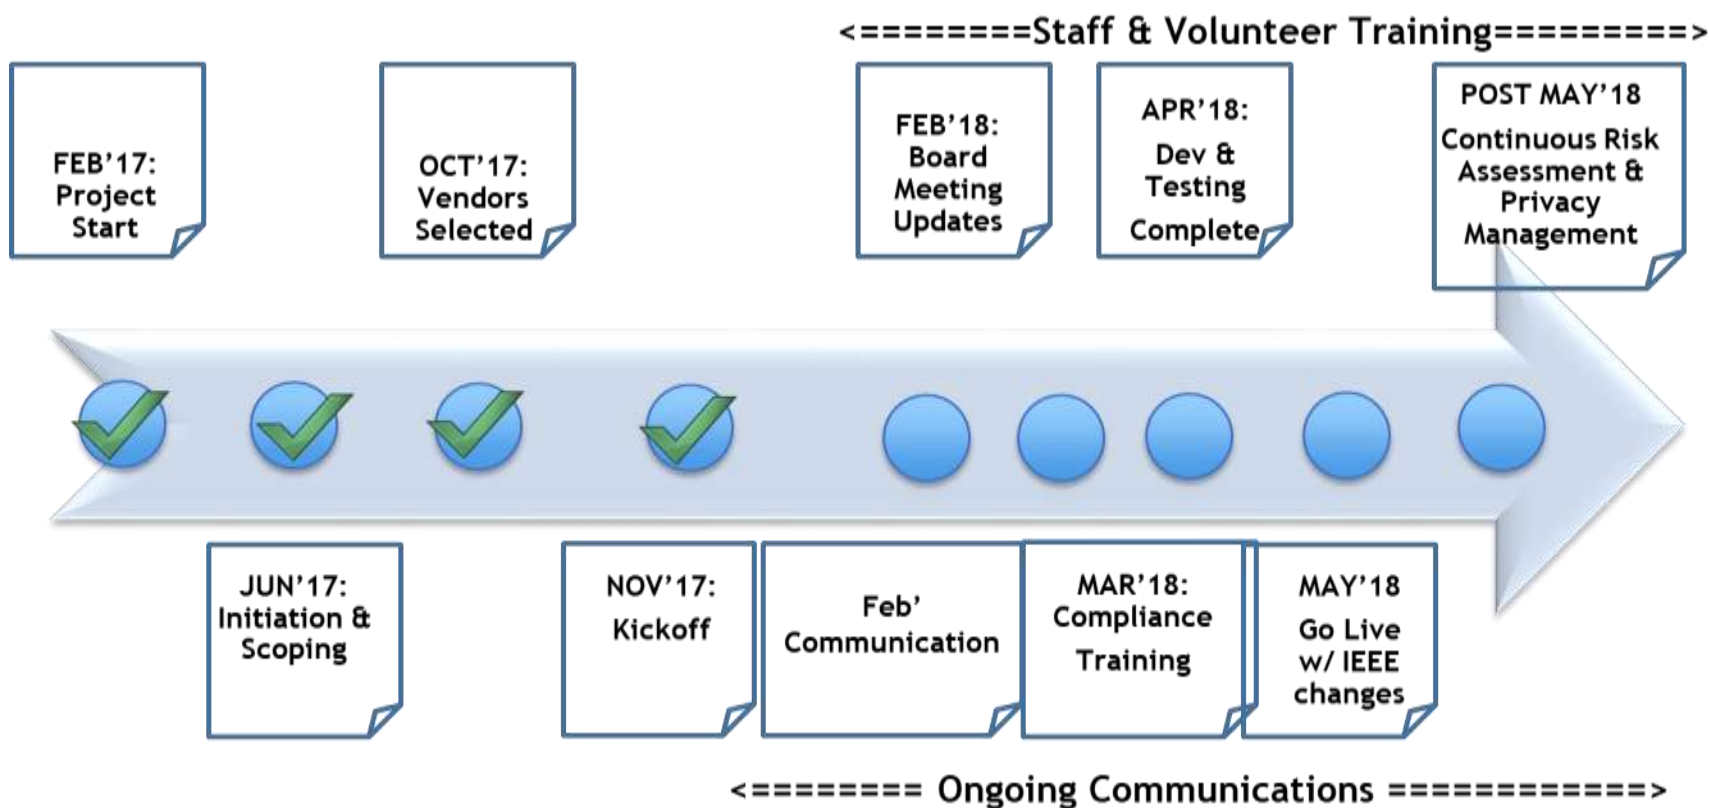 <========Staff & Volunteer Training=========>
FEB'17:
Project
Start
OCT'17:
Vendors
Selected
FEB'18:
Board
Meeting
Updates
APR'18:
Dev &
Testing
Complete
POST MAY'18
Continuous Risk
Assessment &
Privacy
Management
JUN'17:
Initiation &
Scoping
NOV'17:
Kickoff
Feb'
Communication
MAR'18:
Compliance
Training
MAY'18
Go Live
w/ IEEE
changes
<======== Ongoing Communications ============>